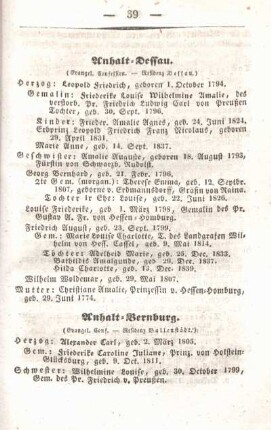 — 39 —
Anhalt-Dessau.
(Evangel. Confession. — Residenz Dessau.)
Herzog: Leopold Friedrich, geboren 1. October 1794.
Gemalin: Friederike Louise Wilhelmine Amalie, des
verstorb. Pr. Friedrich Ludwig Carl von Preußen
Tochter, geb. 30. Sept. 1796.
Kinder: Frieder. Amalie Agnes, geb. 24. Juni 1824.
Erbprinz Leopold Friedrich Franz Nicolaus, geboren
29. April 1831.
Marie Anne, geb. 14. Sept. 1837.
Geschwister: Amalie Auguste, geboren 18. August 1793,
Fürstin von Schwarzb. Rudolst.
Georg Bernhard, geb. 21. Febr. 1796.
2te Gem. (morgan.): Therese Emma, geb. 12. Septbr.
1807, geborne v. Erdmannsdorff, Gräfin von Raina.
Tochter 1r Ehe: Louise, geb. 22. Juni 1826.
Louise Friederike, geb. 1. März 1798, Gemalin des Pr.
Gustav A. Fr. von Hessen-Homburg.
Friedrich August, geb. 23. Sept. 1799.
Gem.: Marie Louise Charlotte, T. des Landgrafen Wilhelm
von Hess. Cassel, geb. 9. Mai 1814.
Töchter: Adelheid Marie, geb. 25. Dec. 1833.
Bathildis Amalgunde, geb. 29. Dec. 1837.
Hilda Charlotte, geb. 13. Dec. 1839.
Wilhelm Woldemar, geb. 29. Mai 1807.
Mutter: Christiane Amalie, Prinzessin v. Hessen-Homburg,
geb. 29. Juni 1774.
Anhalt-Bernburg.
(Evangel. Conf. — Residenz Ballenstädt.)
Herzog: Alexander Carl, geb. 2. März 1805.
Gem.: Friederike Caroline Juliane, Prinz. von Holstein-
Glücksburg, geb. 9. Oct. 1811.
Schwester: Wilhelmine Louise, geb. 30. October 1799,
Gem. des Pr. Friedrich v. Preußen.